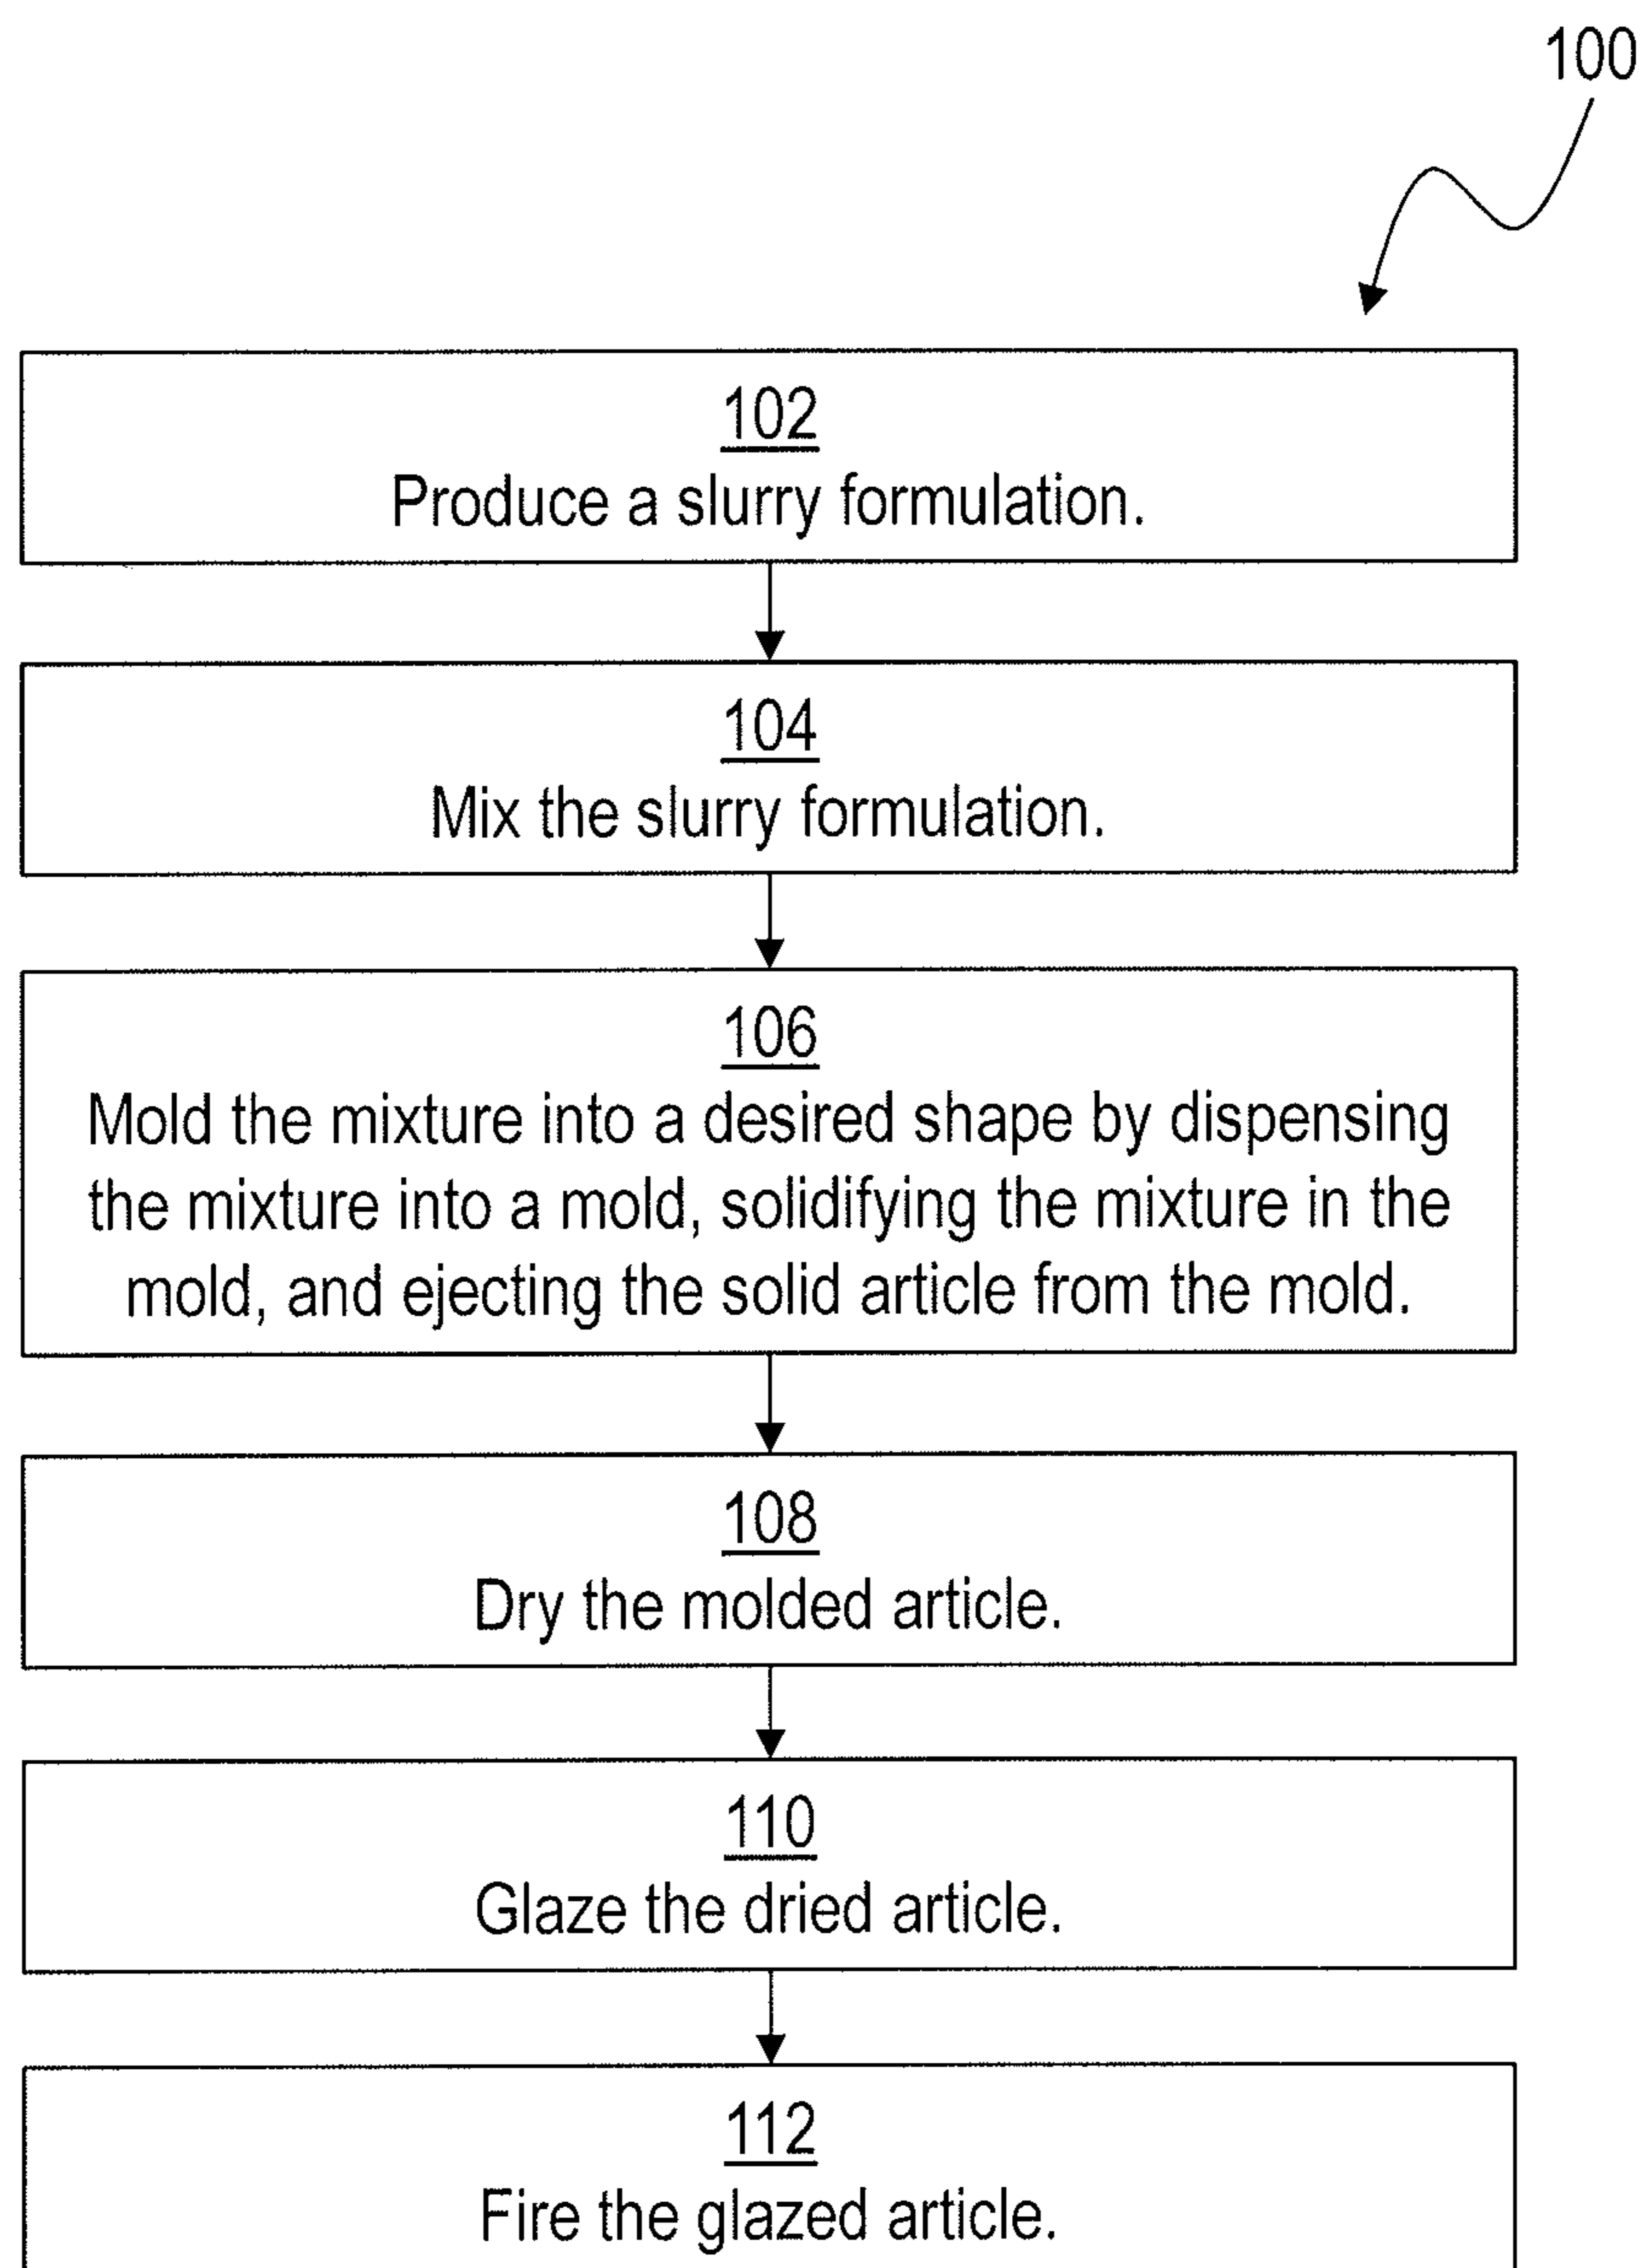 100
102
Produce a slurry formulation.
104
Mix the slurry formulation.
106
Mold the mixture into a desired shape by dispensing
the mixture into a mold, solidifying the mixture in the
mold, and ejecting the solid article from the mold.
108
Dry the molded article.
110
Glaze the dried article.
112
Fire the glazed article.